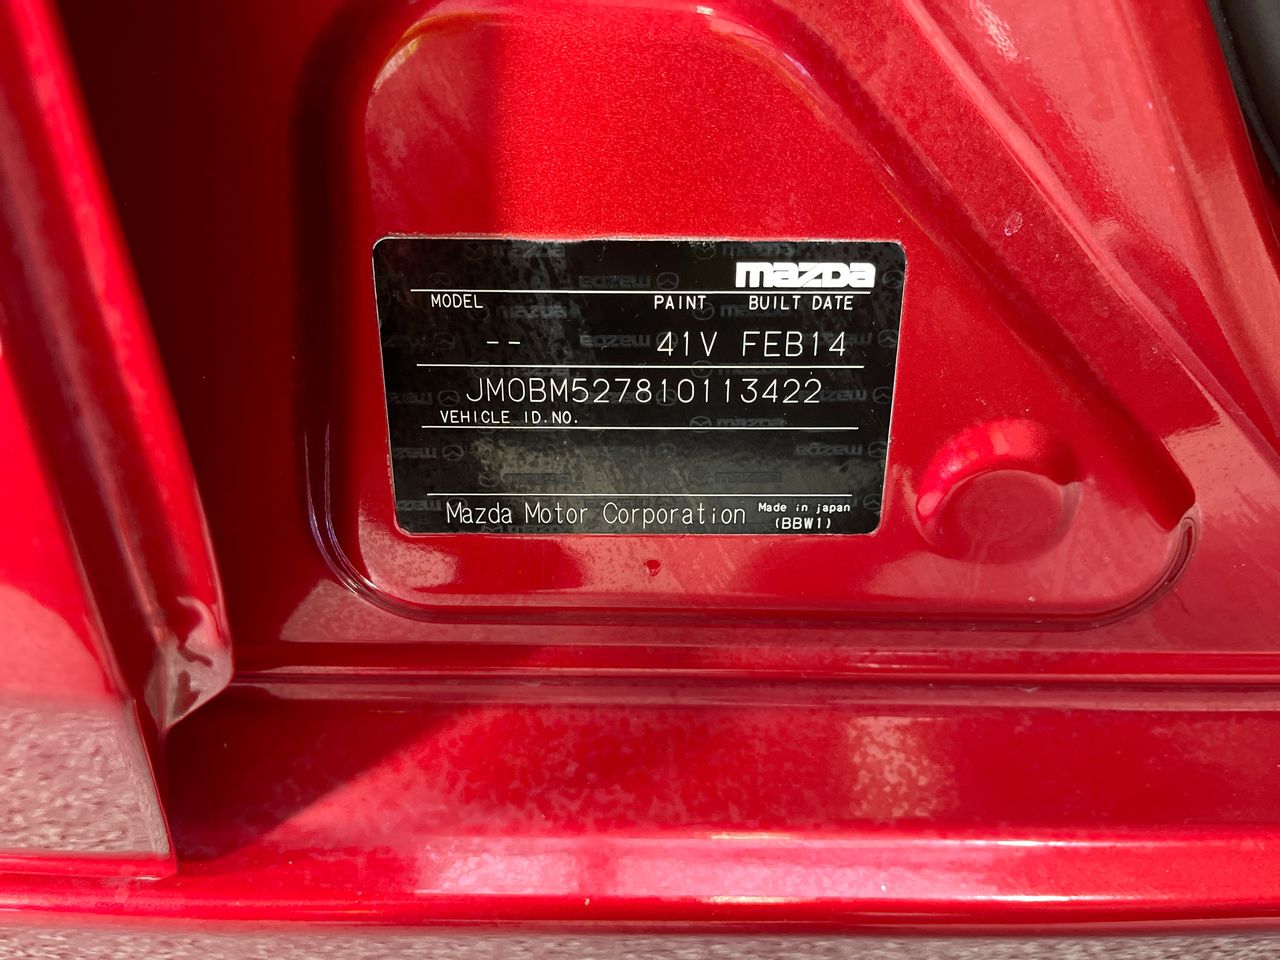 mazda
MODEL PAINT BUILT DATE
-- 41V FEB14
JM0BM527810113422
VEHICLE ID.NO.
Mazda Motor Corporation Made in japan
(BBW1)